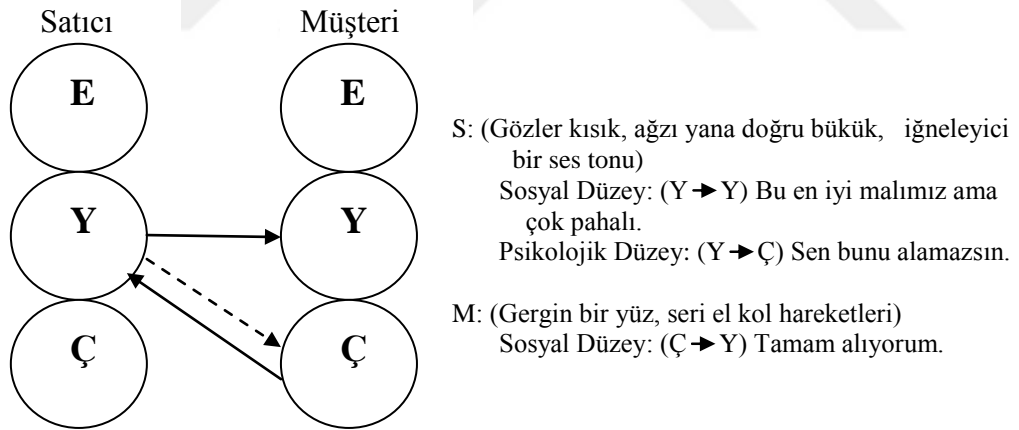 Satıcı Müşteri
E E
Y Y
Ç Ç
S: (Gözler kısık, ağzı yana doğru bükük, iğneleyici
bir ses tonu)
Sosyal Düzey: (Y→Y) Bu en iyi malımız ama
çok pahalı.
Psikolojik Düzey: (Y→Ç) Sen bunu alamazsın.
M: (Gergin bir yüz, seri el kol hareketleri)
Sosyal Düzey: (Ç→Y) Tamam alıyorum.